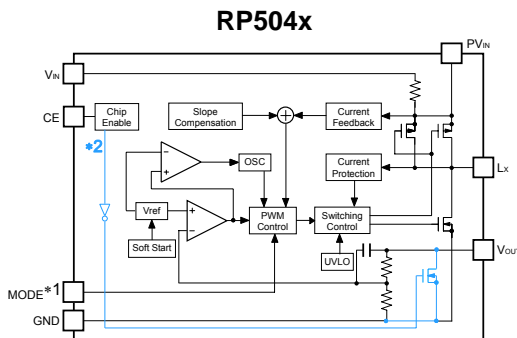 RP504x
PVIN
VIN
CE
Chip
Enable
Slope
Compensation
Current
Feedback
*2
OSC
Current
Protection
LX
Vref
Soft Start
PWM
Control
Switching
Control
UVLO
VOUT
MODE*1
GND
+
−
+
+
−